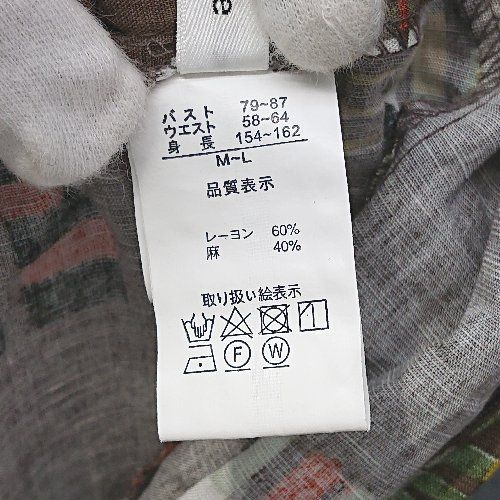 バスト 79~87
ウエスト 58~64
身長 154~162
M~L
品質表示
レーヨン 60%
麻 40%
取り扱い絵表示
F W